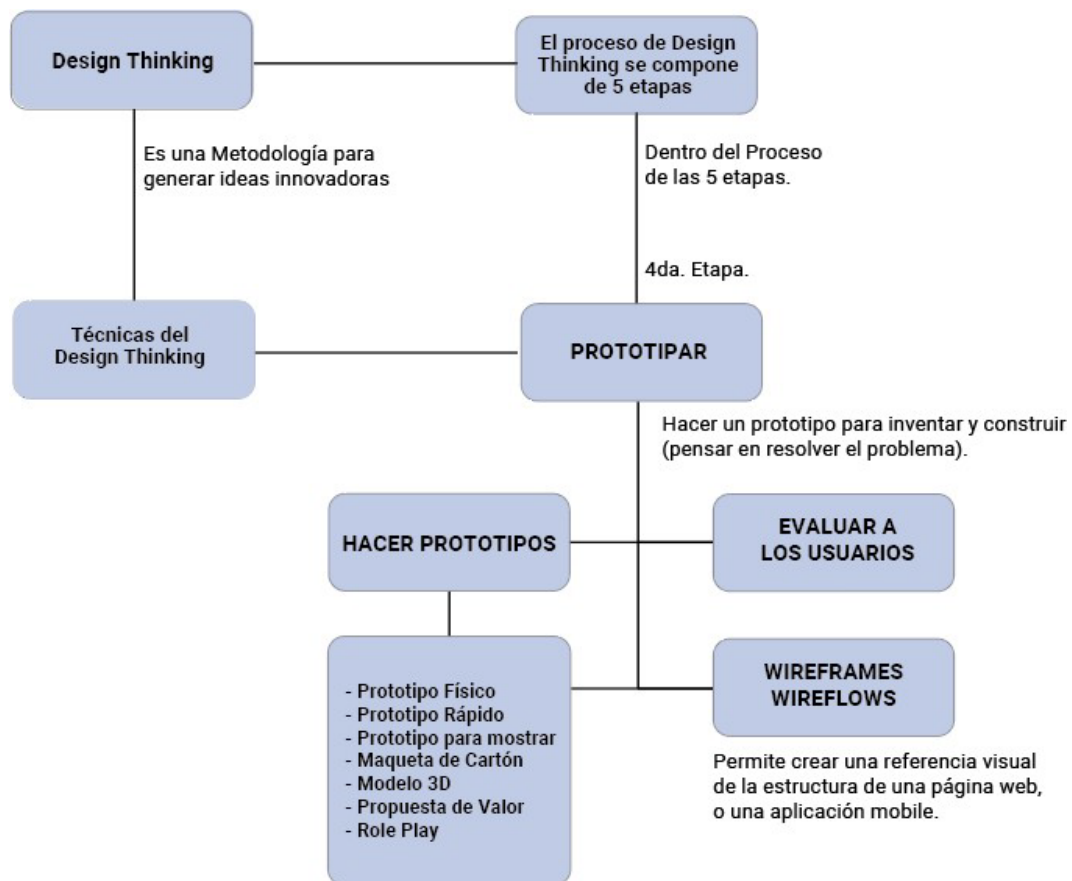 Design Thinking
El proceso de Design
Thinking se compone
de 5 etapas
Es una Metodología para
generar ideas innovadoras
Dentro del Proceso
de las 5 etapas.
4da. Etapa.
Técnicas del
Design Thinking
PROTOTIPAR
Hacer un prototipo para inventar y construir
(pensar en resolver el problema).
HACER PROTOTIPOS
EVALUAR A
LOS USUARIOS
- Prototipo Físico
- Prototipo Rápido
- Prototipo para mostrar
- Maqueta de Cartón
- Modelo 3D
- Propuesta de Valor
- Role Play
WIREFRAMES
WIREFLOWS
Permite crear una referencia visual
de la estructura de una página web,
o una aplicación mobile.